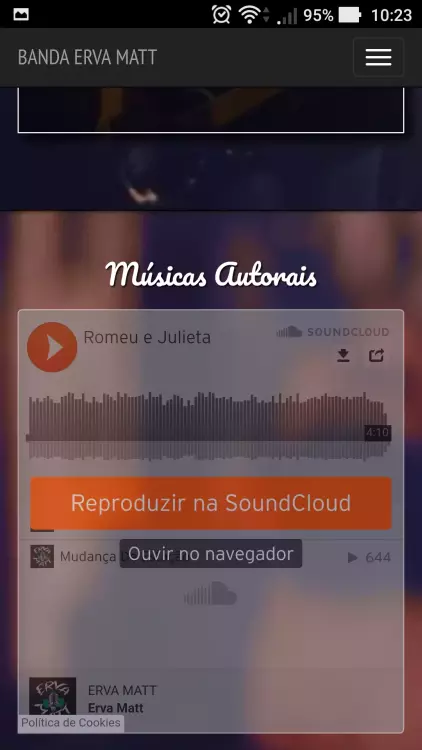 95% 10:23
BANDA ERVA MATT
Músicas Autorais
Romeu e Julieta
SOUNDCLOUD
4:10
Reproduzir na SoundCloud
Mudança
Ouvir no navegador
644
ERVA MATT
Erva Matt
Política de Cookies